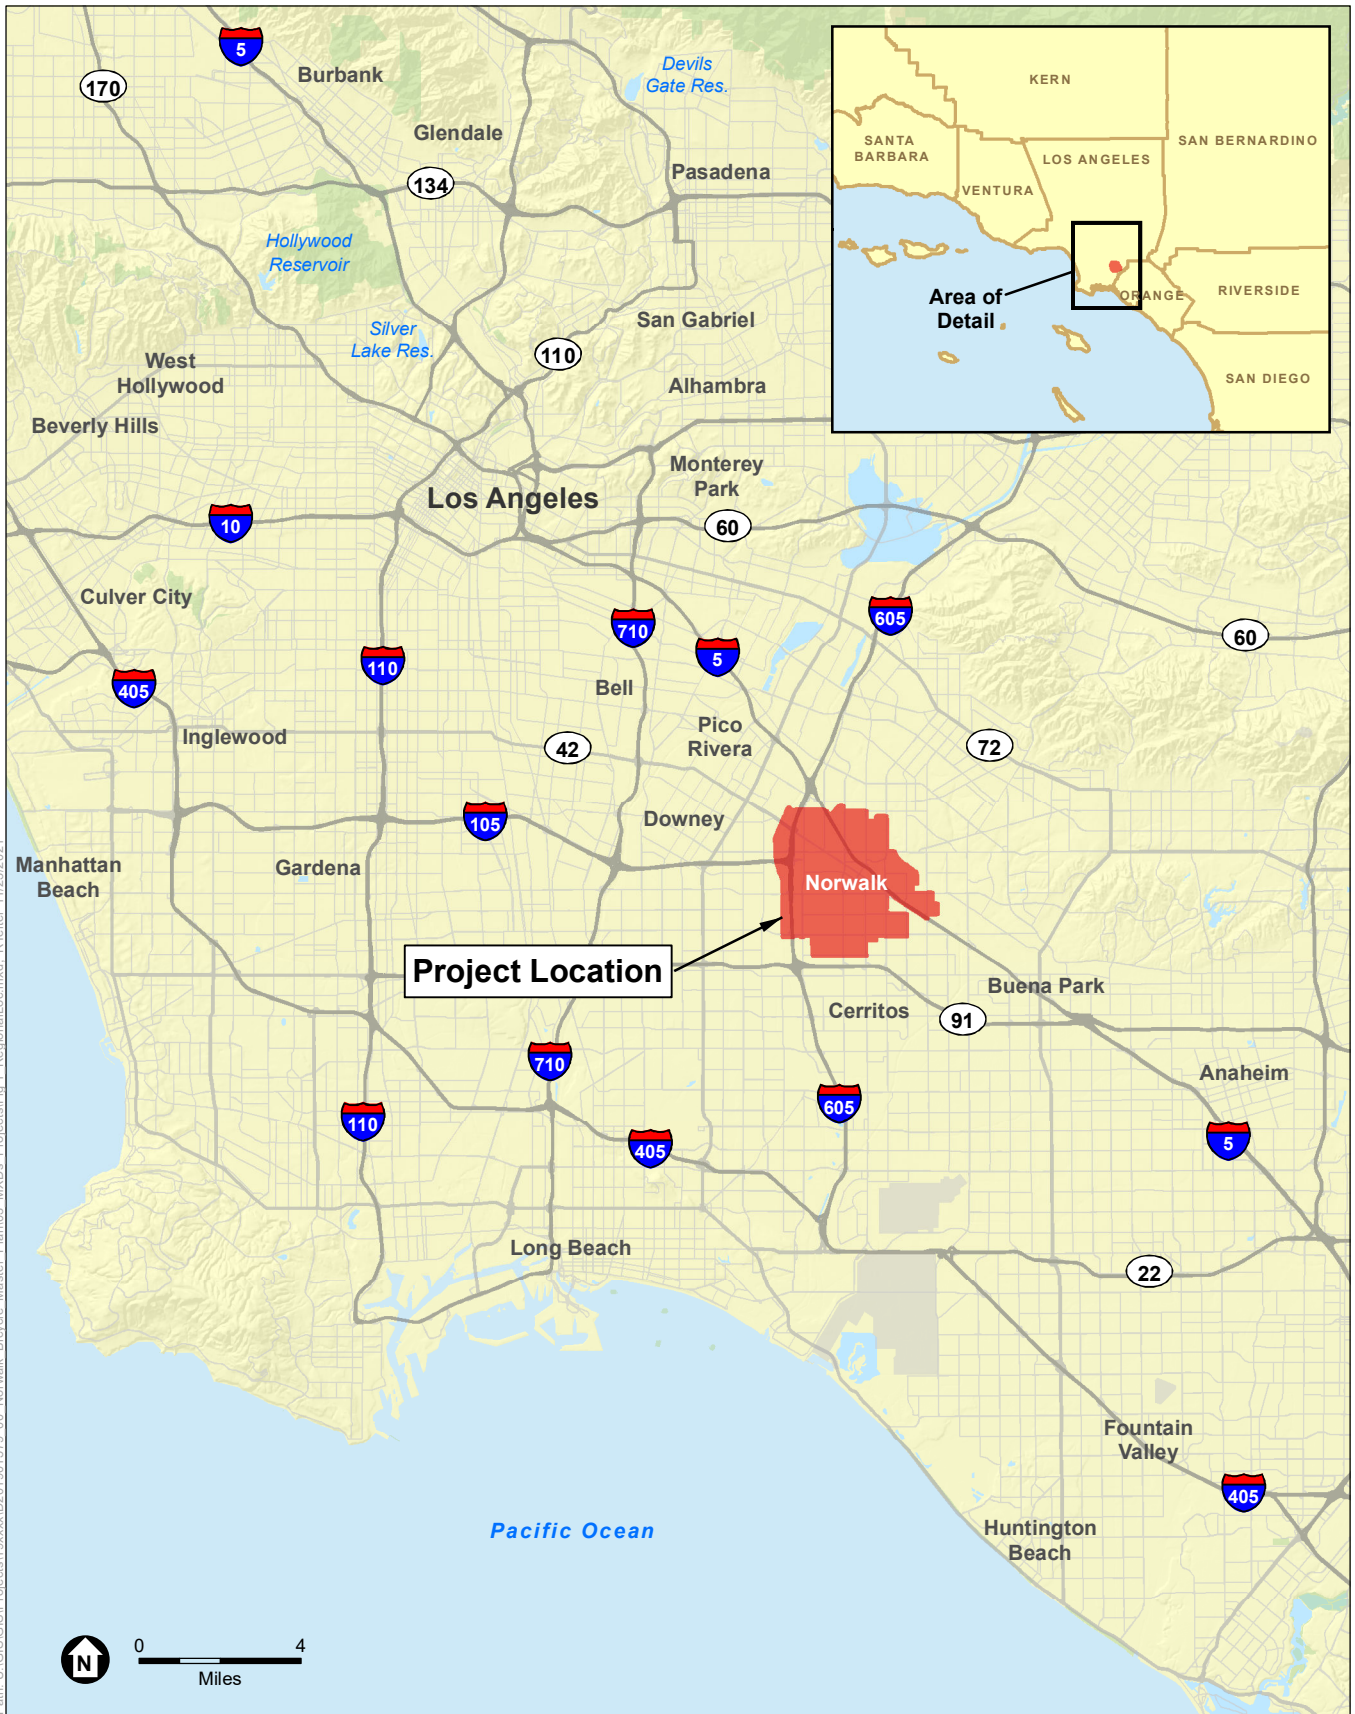 5
Burbank
170
Devils
Gate Res.
Glendale
134
Pasadena
Hollywood
Reservoir
Silver
Lake Res.
San Gabriel
110
West
Hollywood
Alhambra
Beverly Hills
Monterey
Park
Los Angeles
10
60
Culver City
710
605
5
60
110
405
Bell
Pico
Rivera
Inglewood
42
72
Downey
105
Manhattan
Beach
Gardena
Norwalk
Project Location
Buena Park
Cerritos
91
710
Anaheim
605
110
405
5
Long Beach
22
Fountain
Valley
405
Huntington
Beach
Pacific Ocean
N
0 4
Miles
KERN
SANTA
BARBARA
SAN BERNARDINO
LOS ANGELES
VENTURA
Area of
Detail
ORANGE
RIVERSIDE
SAN DIEGO